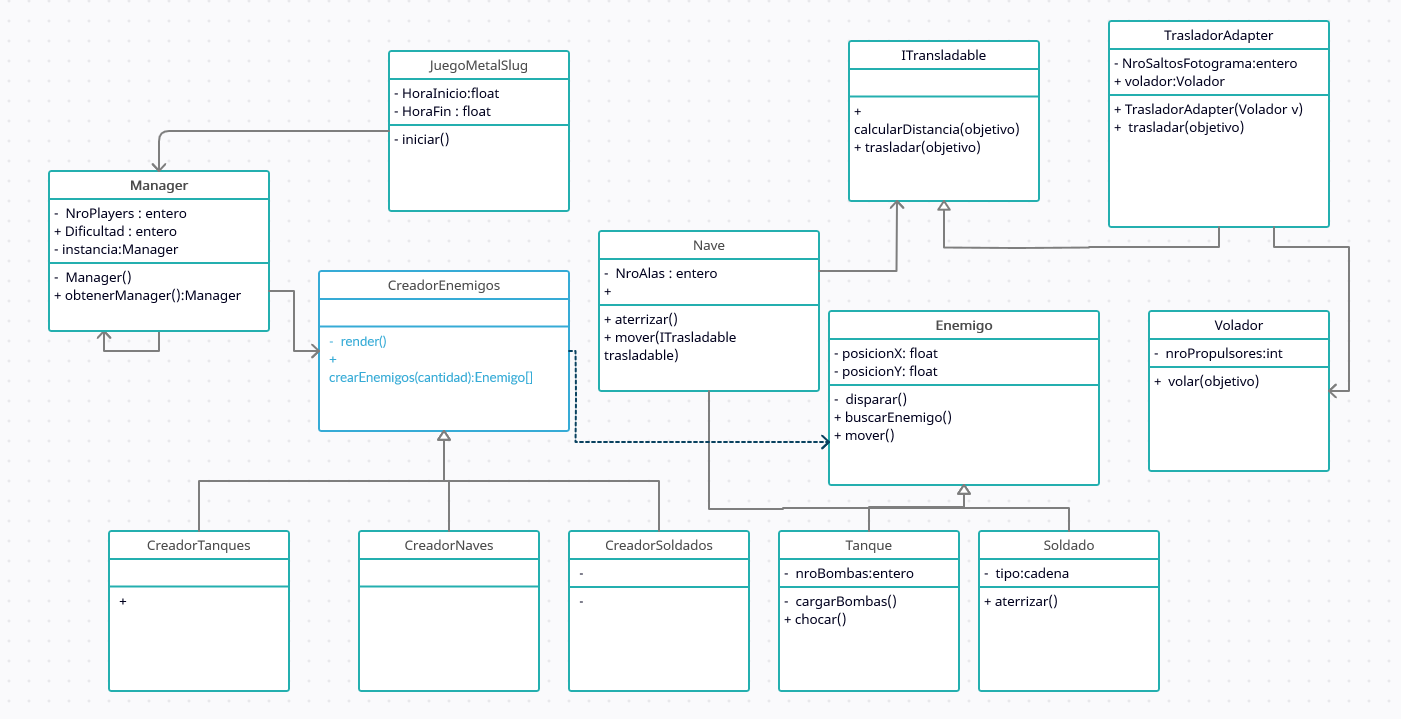 JuegoMetalSlug
- HoraInicio:float
- HoraFin : float
- iniciar()
ITransladable
+
calcularDistancia(objetivo)
+ trasladar(objetivo)
TrasladorAdapter
- NroSaltosFotograma:entero
+ volador:Volador
+ TrasladorAdapter(Volador v)
+ trasladar(objetivo)
Manager
- NroPlayers : entero
+ Dificultad : entero
- instancia:Manager
- Manager()
+ obtenerManager():Manager
CreadorEnemigos
- render()
+
crearEnemigos(cantidad):Enemigo[]
Nave
- NroAlas : entero
+
+ aterrizar()
+ mover(ITrasladable
trasladable)
Enemigo
- posicionX: float
- posicionY: float
- disparar()
+ buscarEnemigo()
+ mover()
Volador
- nroPropulsores:int
+ volar(objetivo)
CreadorTanques
+
CreadorNaves
CreadorSoldados
-
-
Tanque
- nroBombas:entero
- cargarBombas()
+ chocar()
Soldado
- tipo:cadena
+ aterrizar()